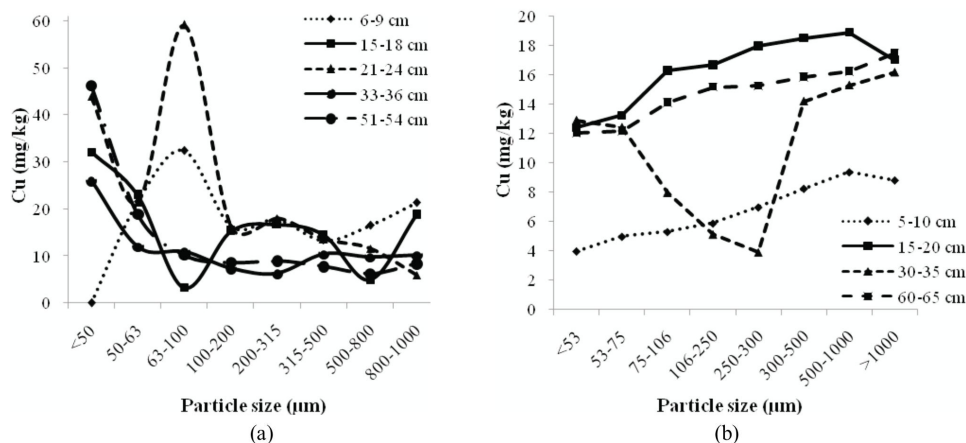 (a)
Cu (mg/kg)
60
50
40
30
20
10
0
6-9 cm
15-18 cm
21-24 cm
33-36 cm
51-54 cm
<50
50-63
63-100
100-200
200-315
315-500
500-800
800-1000
Particle size (µm)
(a)
(b)
Cu (mg/kg)
20
18
16
14
12
10
8
6
4
2
0
5-10 cm
15-20 cm
30-35 cm
60-65 cm
<53
53-75
75-106
106-250
250-300
300-500
500-1000
>1000
Particle size (µm)
(b)